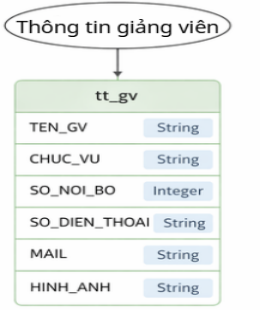 Thông tin giảng viên
tt_gv
TEN_GV String
CHUC_VU String
SO_NOI_BO Integer
SO_DIEN_THOAI String
MAIL String
HINH_ANH String